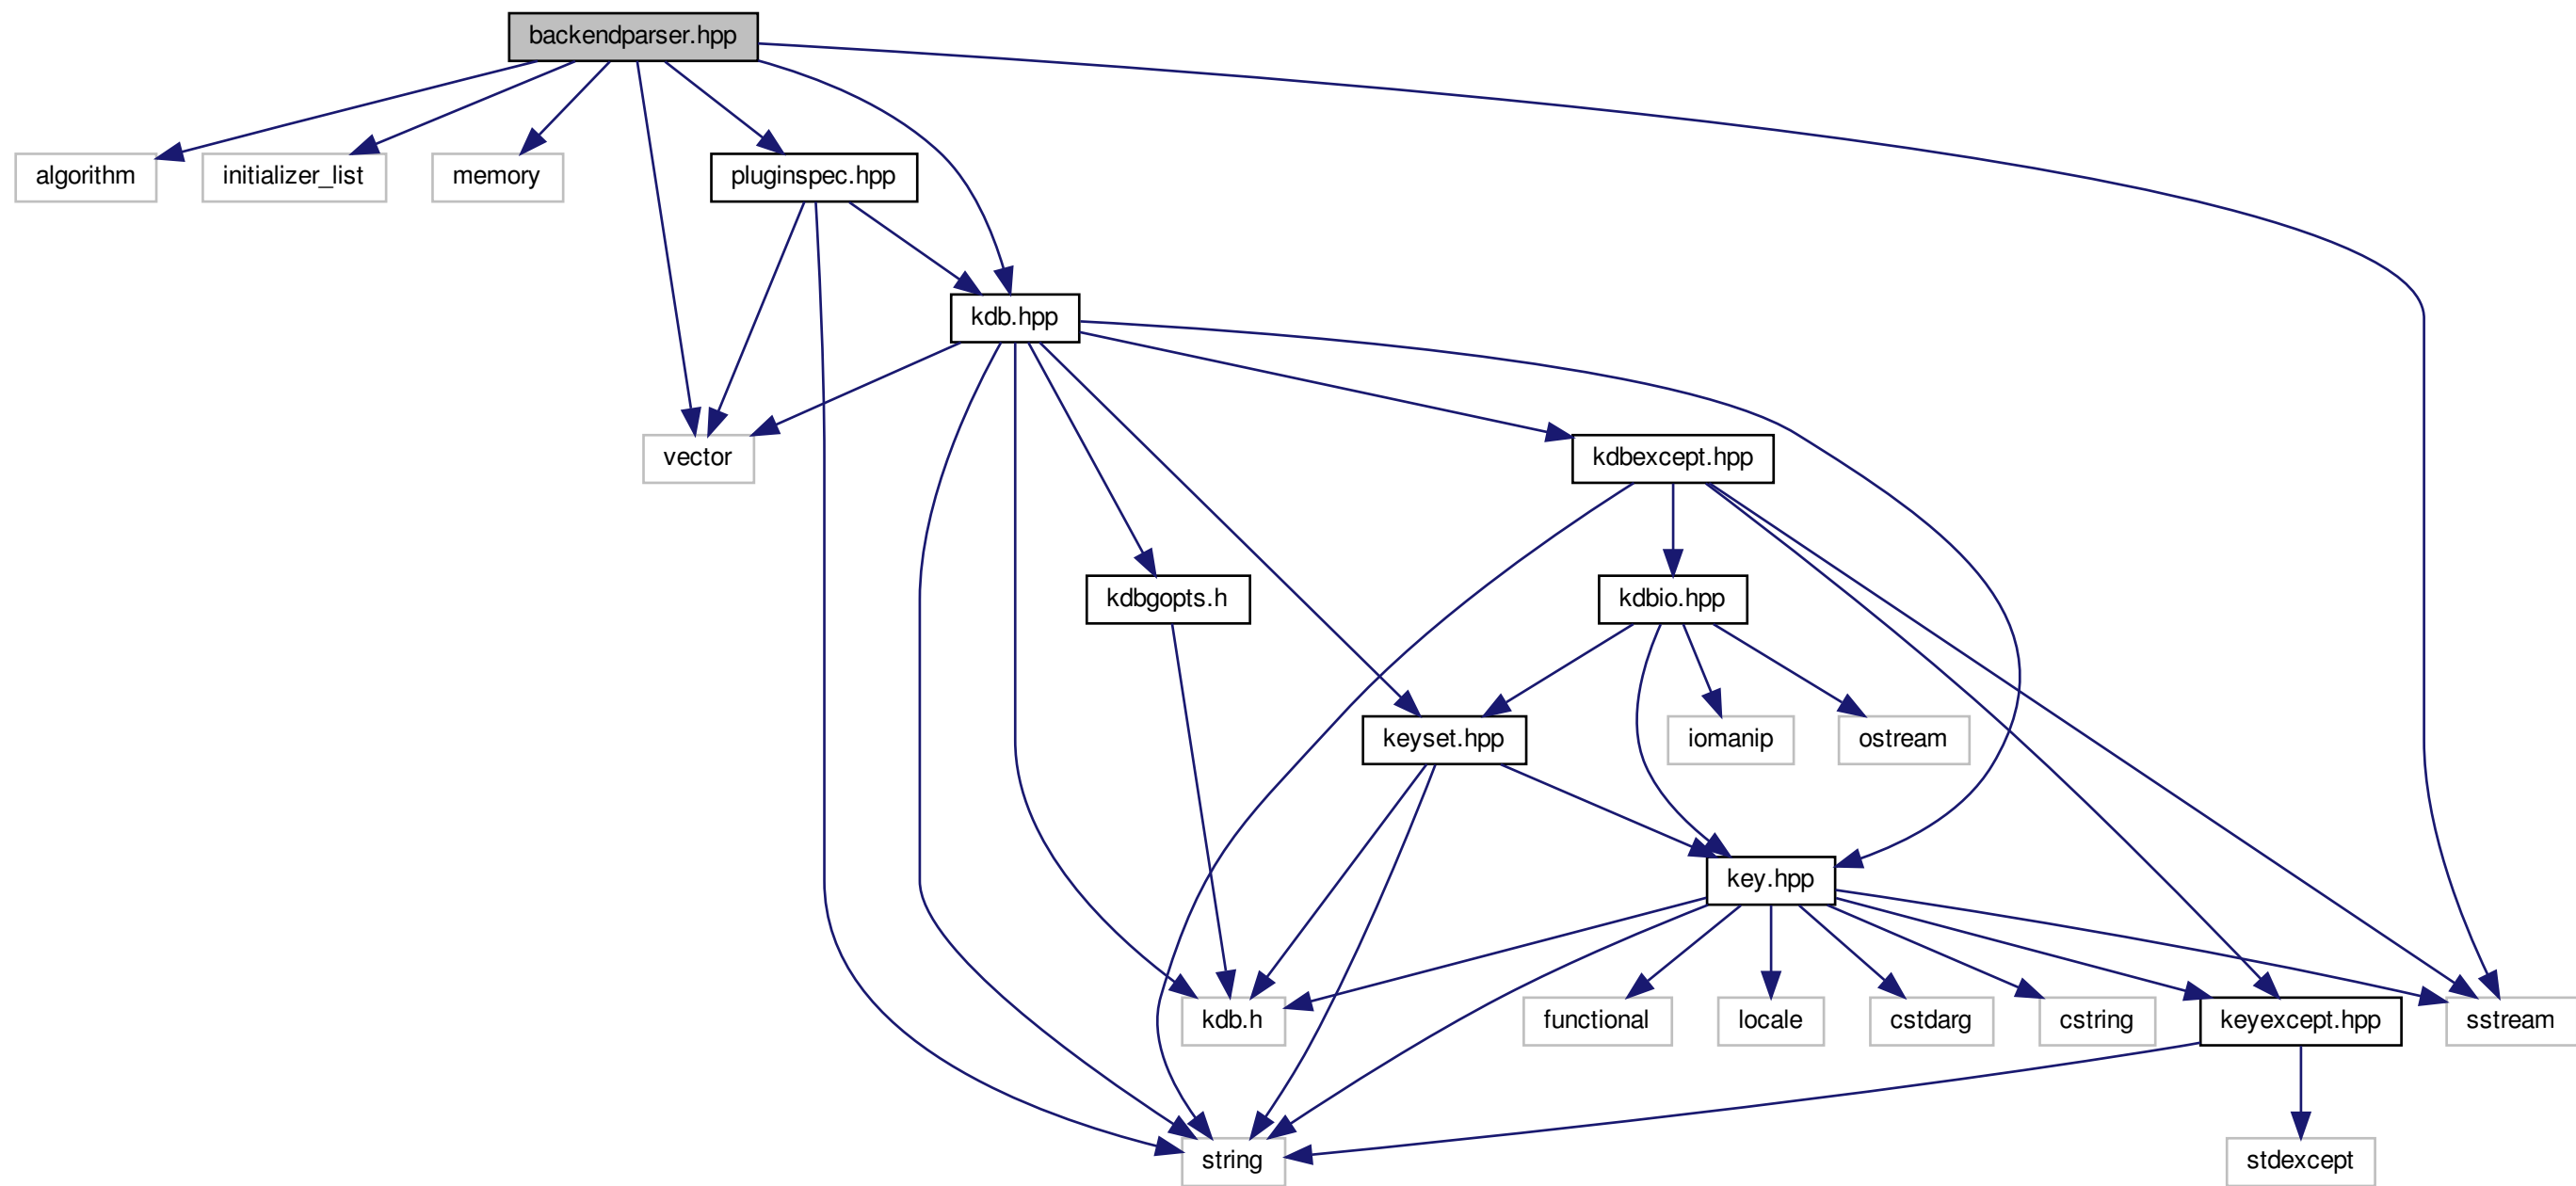 backendparser.hpp
algorithm
initializer_list
memory
pluginspec.hpp
kdb.hpp
vector
kdbexcept.hpp
kdbgopts.h
kdbio.hpp
keyset.hpp
iomanip
ostream
key.hpp
kdb.h
functional
locale
cstdarg
cstring
keyexcept.hpp
sstream
string
stdexcept